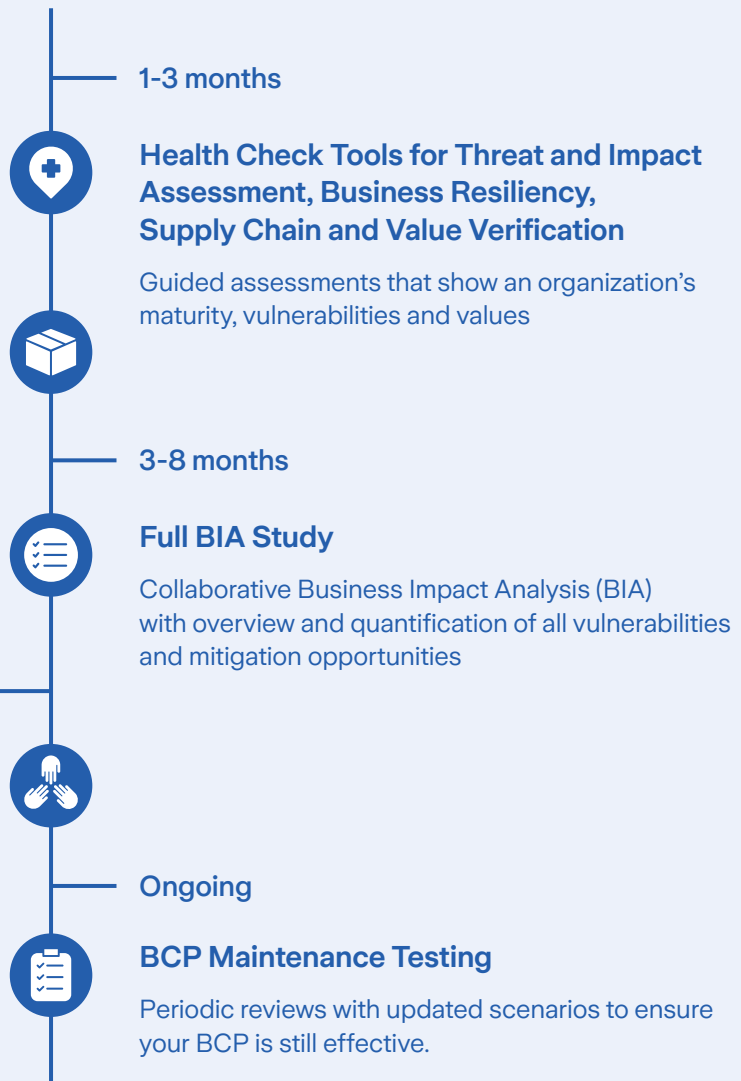 1-3 months
Health Check Tools for Threat and Impact
Assessment, Business Resiliency,
Supply Chain and Value Verification
Guided assessments that show an organization’s
maturity, vulnerabilities and values
3-8 months
Full BIA Study
Collaborative Business Impact Analysis (BIA)
with overview and quantification of all vulnerabilities
and mitigation opportunities
Ongoing
BCP Maintenance Testing
Periodic reviews with updated scenarios to ensure
your BCP is still effective.